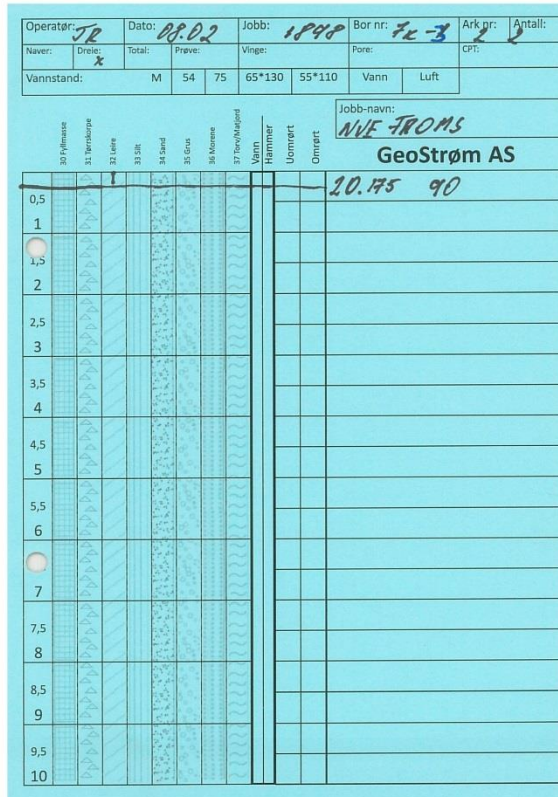 Operatør: JR Dato: 08.02 Jobb: 1898 Bor nr: 7x-3 Ark nr: 2 Antall: 2
Naver: Dreie: x Total: Prøve: Vinge: Pore: CPT:
Vannstand: M 54 75 65*130 55*110 Vann Luft
Jobb-navn:
NVE TROMS
GeoStrøm AS
30 Fyllmasse 31 Tørrskorpe 32 Leire 33 Silt 34 Sand 35 Grus 36 Morene 37 Torv/Matjord Vann Hammer Uomrørt Omrørt
20.175 90
0,5
1
1,5
2
2,5
3
3,5
4
4,5
5
5,5
6
7
7,5
8
8,5
9
9,5
10